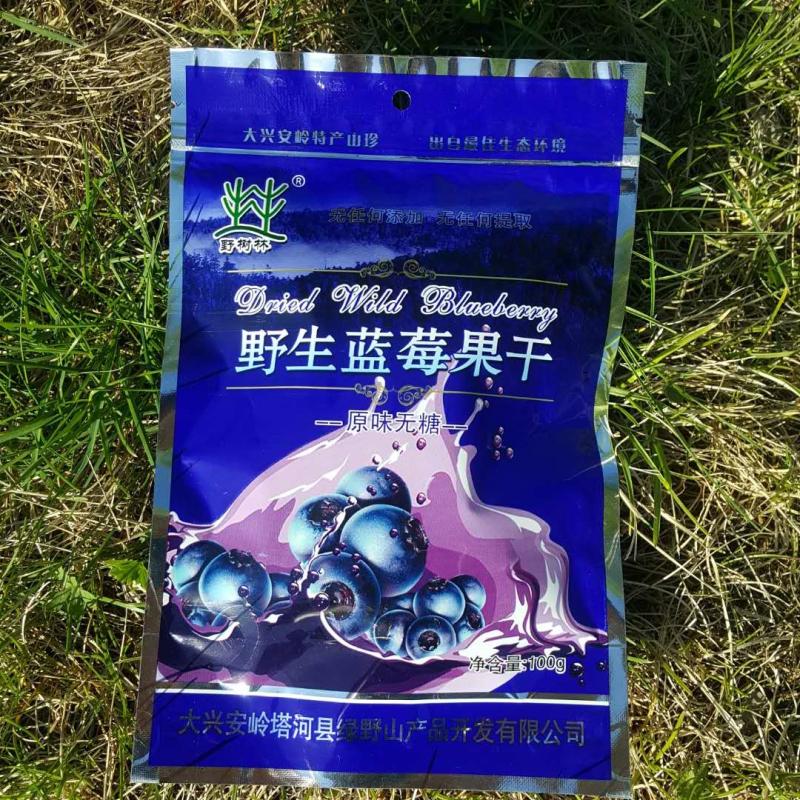 大兴安岭特产山珍 出自最佳生态环境
®
野树林
无任何添加 无任何提取
Dried Wild Blueberry
野生蓝莓果干
—原味无糖—
净含量:100g
大兴安岭塔河县绿野山产品开发有限公司